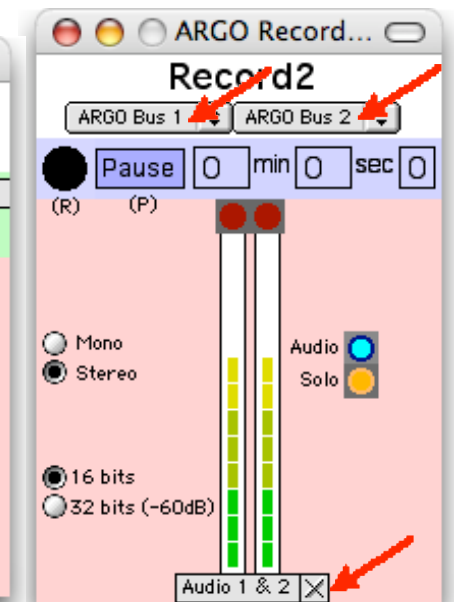 ARGO Record...
Record2
ARGO Bus 1 ARGO Bus 2
Pause 0 min 0 sec 0
(R) (P)
Mono
Stereo
Audio
Solo
16 bits
32 bits (-60dB)
Audio 1 & 2